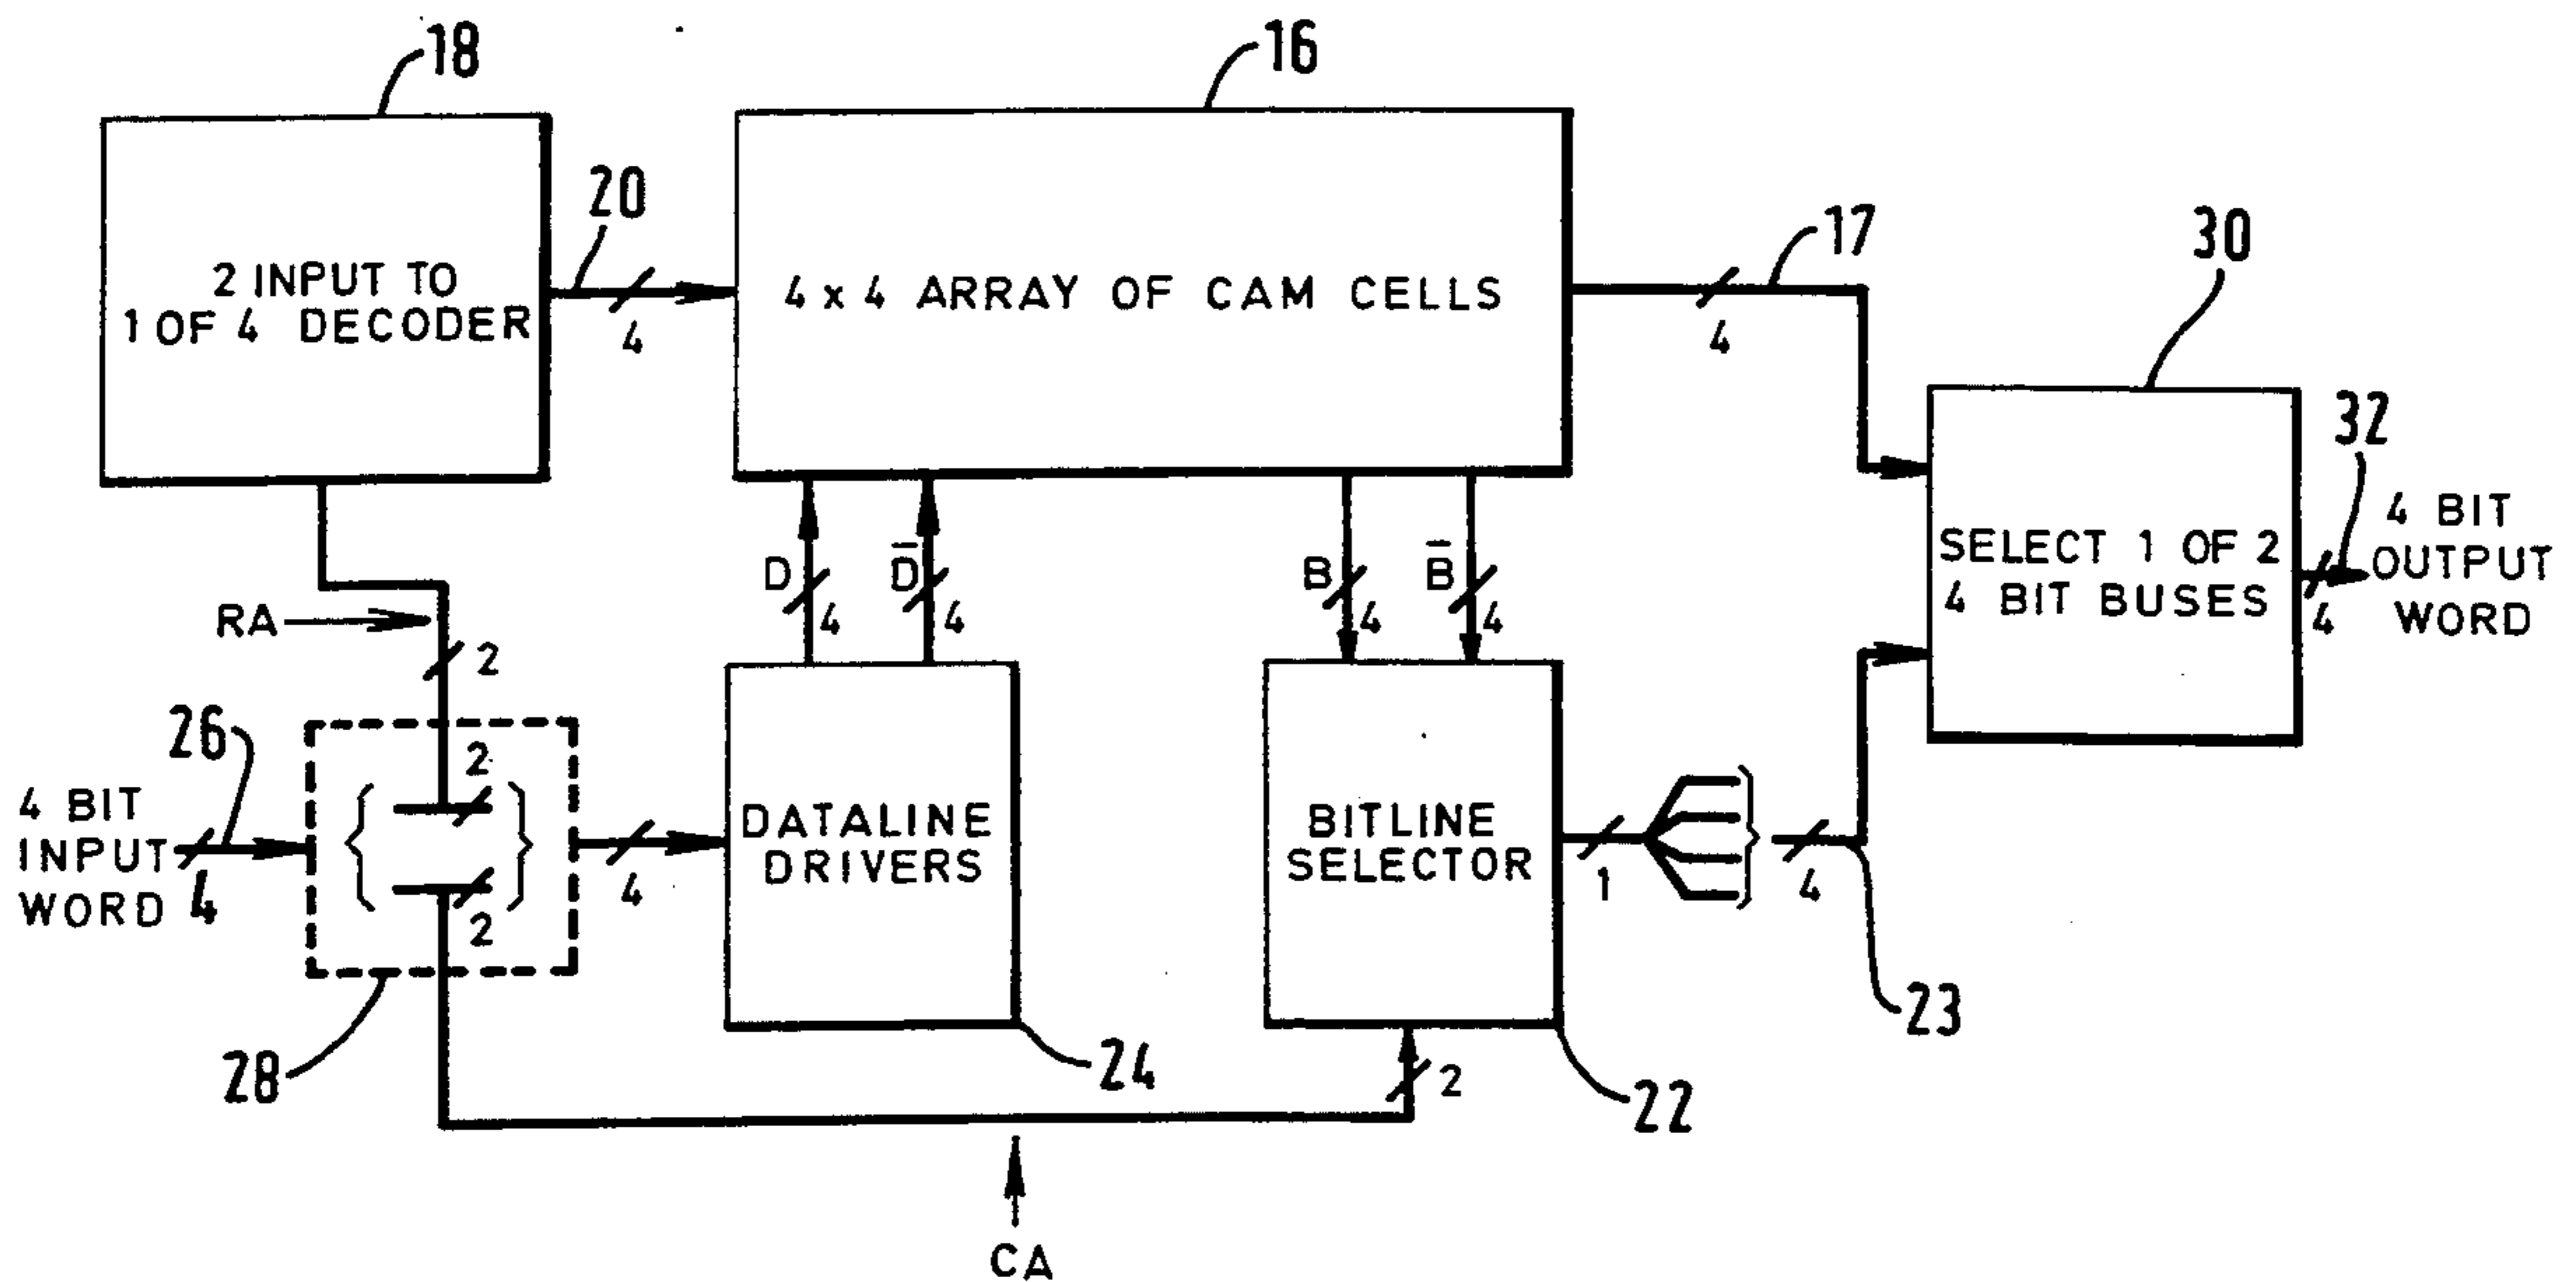 18
16
20
17
30
2 INPUT TO
1 OF 4 DECODER
4
4 x 4 ARRAY OF CAM CELLS
4
32
4 BIT
OUTPUT
WORD
SELECT 1 OF 2
4 BIT BUSES
4
D
4
D̅
4
B
4
B̅
4
RA
2
26
4 BIT
INPUT
WORD
4
2
2
4
DATALINE
DRIVERS
BITLINE
SELECTOR
1
4
23
28
24
2
22
CA